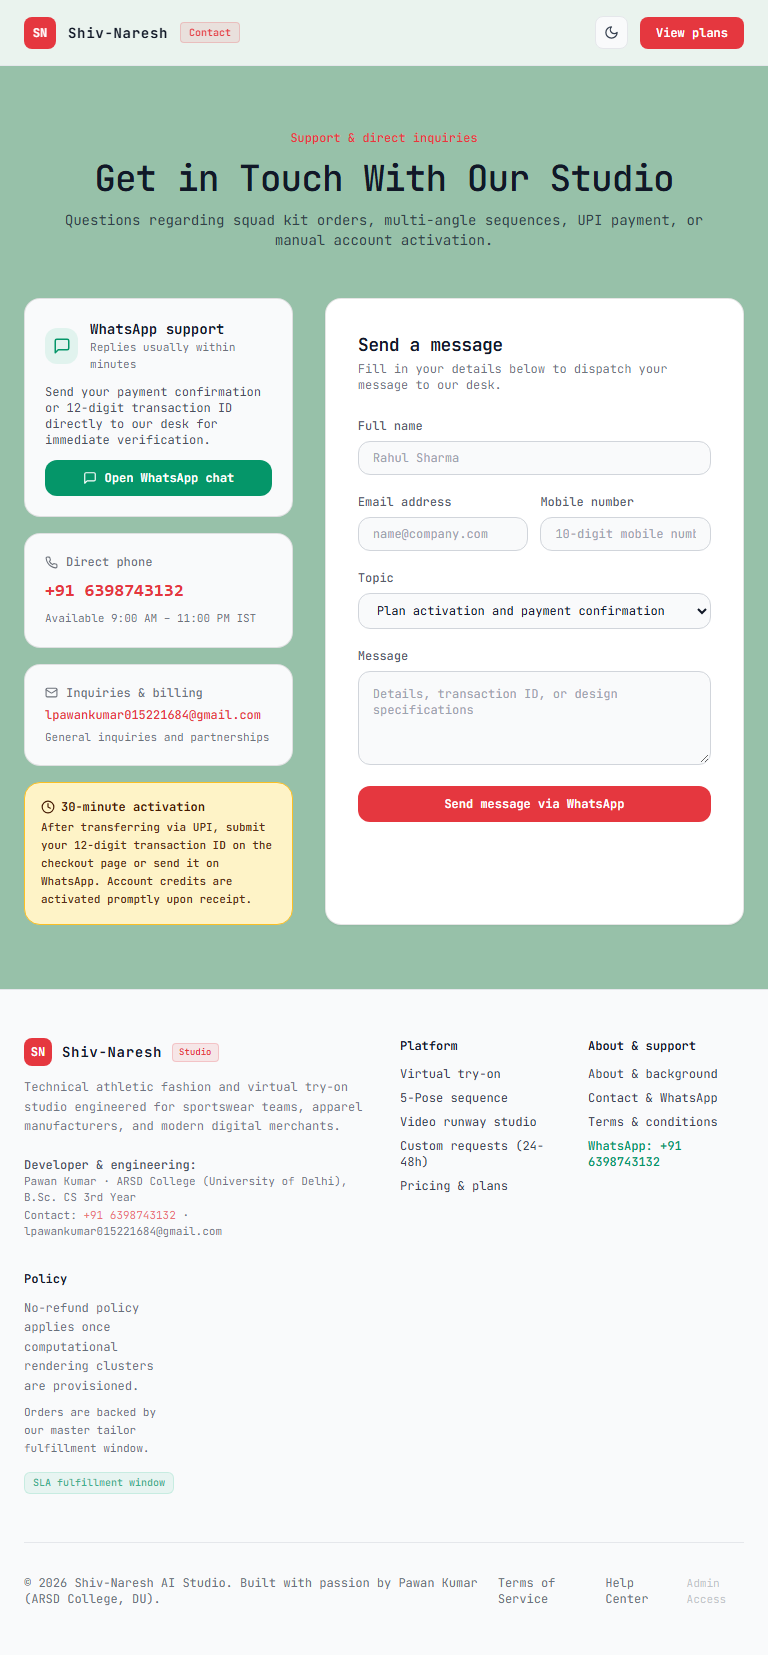 SN Shiv-Naresh Contact
View plans
Support & direct inquiries
Get in Touch With Our Studio
Questions regarding squad kit orders, multi-angle sequences, UPI payment, or
manual account activation.
WhatsApp support
Replies usually within
minutes
Send your payment confirmation
or 12-digit transaction ID
directly to our desk for
immediate verification.
Open WhatsApp chat
Direct phone
+91 6398743132
Available 9:00 AM – 11:00 PM IST
Inquiries & billing
lpawankumar015221684@gmail.com
General inquiries and partnerships
30-minute activation
After transferring via UPI, submit
your 12-digit transaction ID on the
checkout page or send it on
WhatsApp. Account credits are
activated promptly upon receipt.
Send a message
Fill in your details below to dispatch your
message to our desk.
Full name
Rahul Sharma
Email address
name@company.com
Mobile number
10-digit mobile numb
Topic
Plan activation and payment confirmation
Message
Details, transaction ID, or design
specifications
Send message via WhatsApp
SN Shiv-Naresh Studio
Technical athletic fashion and virtual try-on
studio engineered for sportswear teams, apparel
manufacturers, and modern digital merchants.
Developer & engineering:
Pawan Kumar · ARSD College (University of Delhi),
B.Sc. CS 3rd Year
Contact: +91 6398743132 ·
lpawankumar015221684@gmail.com
Platform
Virtual try-on
5-Pose sequence
Video runway studio
Custom requests (24-
48h)
Pricing & plans
About & support
About & background
Contact & WhatsApp
Terms & conditions
WhatsApp: +91
6398743132
Policy
No-refund policy
applies once
computational
rendering clusters
are provisioned.
Orders are backed by
our master tailor
fulfillment window.
SLA fulfillment window
© 2026 Shiv-Naresh AI Studio. Built with passion by Pawan Kumar
(ARSD College, DU).
Terms of
Service
Help
Center
Admin
Access